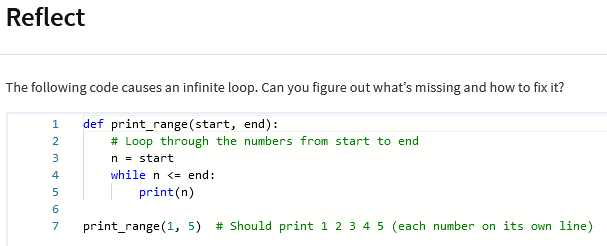 Reflect
The following code causes an infinite loop. Can you figure out what’s missing and how to fix it?
1 def print_range(start, end):
2 # Loop through the numbers from start to end
3 n = start
4 while n <= end:
5 print(n)
6
7 print_range(1, 5)  # Should print 1 2 3 4 5 (each number on its own line)